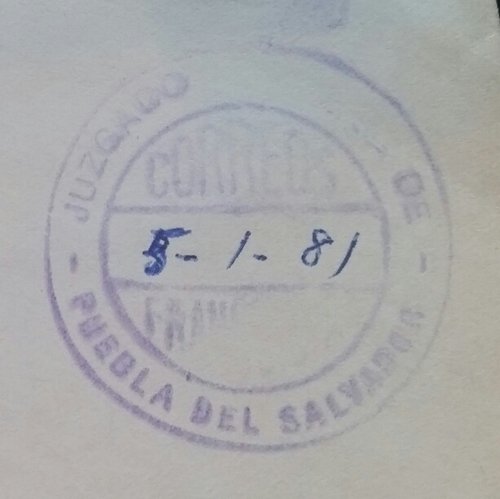 JUZGADO DE
CORREOS
5-1-81
PUEBLA DEL SALVADOR